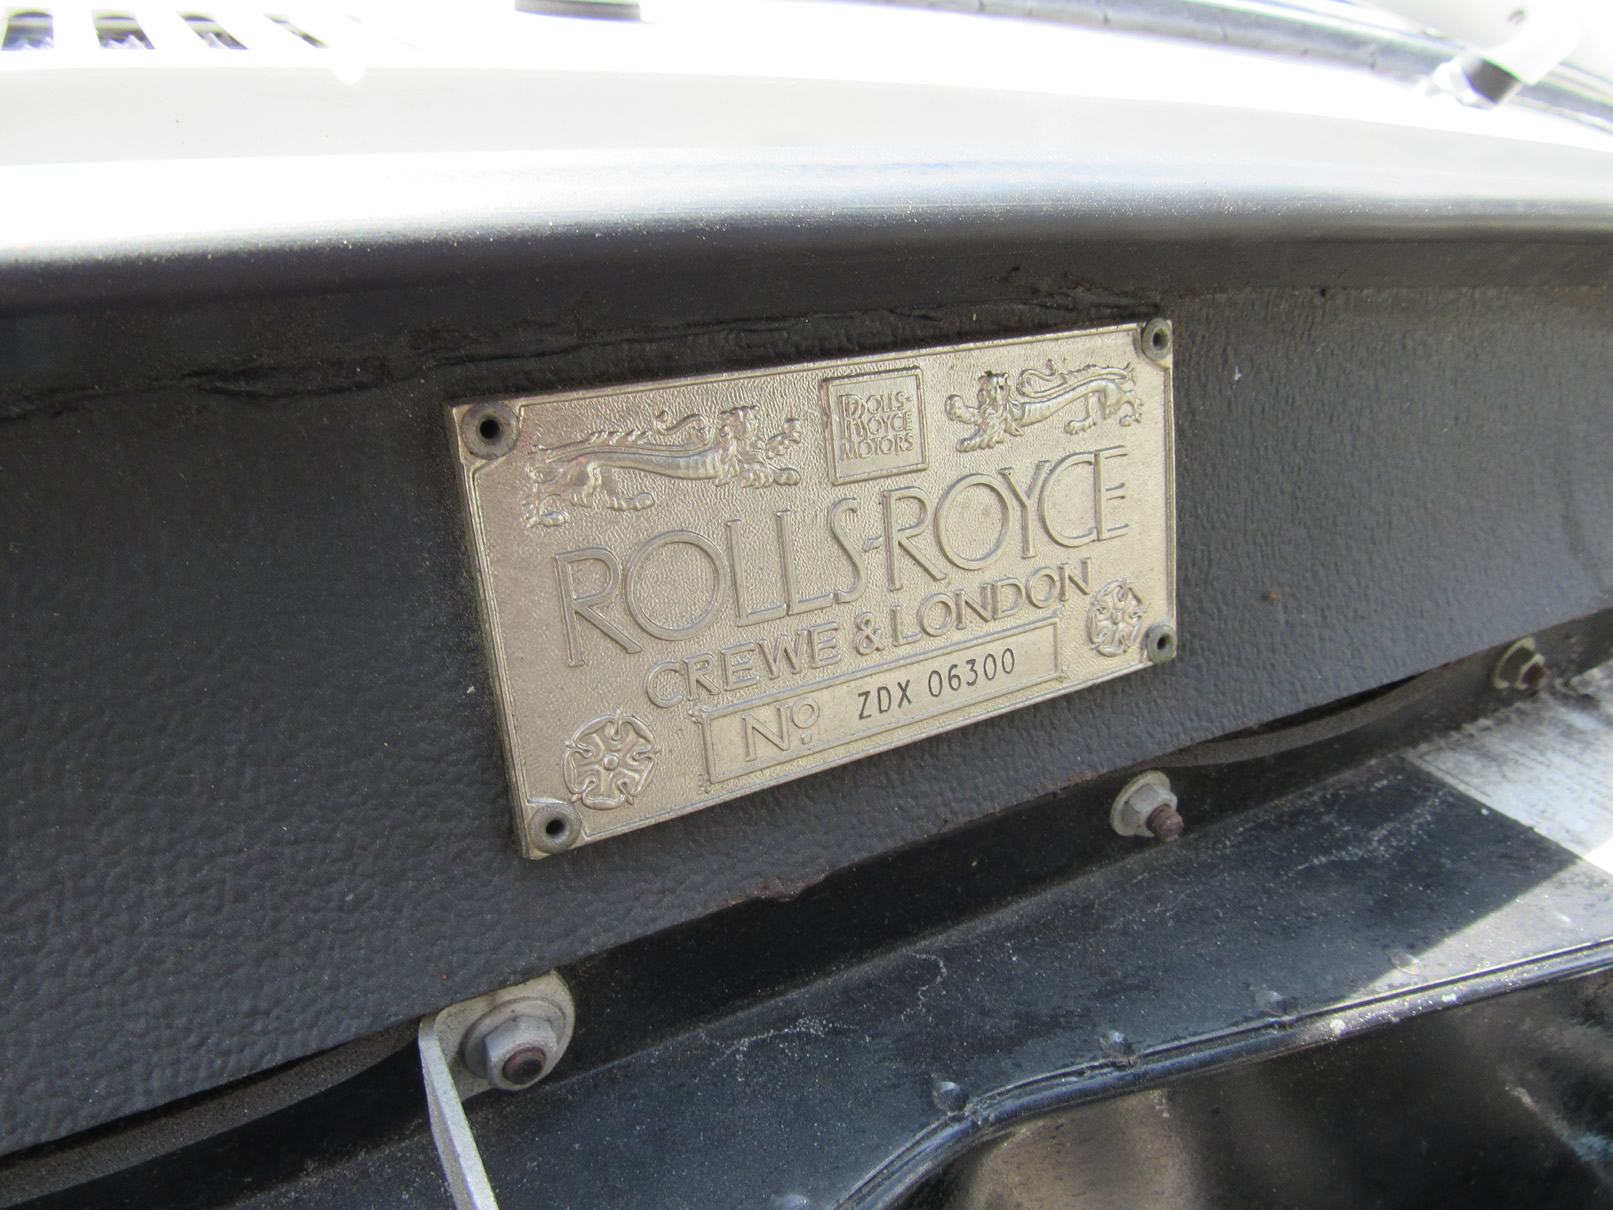 ROLLS-
ROYCE
MOTORS
ROLLS-ROYCE
CREWE & LONDON
No ZDX 06300